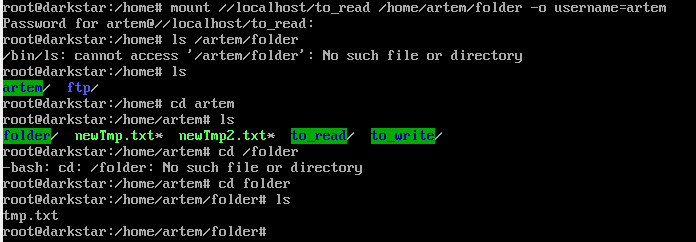 root@darkstar:/home# mount //localhost/to_read /home/artem/folder -o username=artem
Password for artem@//localhost/to_read:
root@darkstar:/home# ls /artem/folder
/bin/ls: cannot access '/artem/folder': No such file or directory
root@darkstar:/home# ls
artem/  ftp/
root@darkstar:/home# cd artem
root@darkstar:/home/artem# ls
folder/  newTmp.txt*  newTmp2.txt*  to_read/  to_write/
root@darkstar:/home/artem# cd /folder
-bash: cd: /folder: No such file or directory
root@darkstar:/home/artem# cd folder
root@darkstar:/home/artem/folder# ls
tmp.txt
root@darkstar:/home/artem/folder#